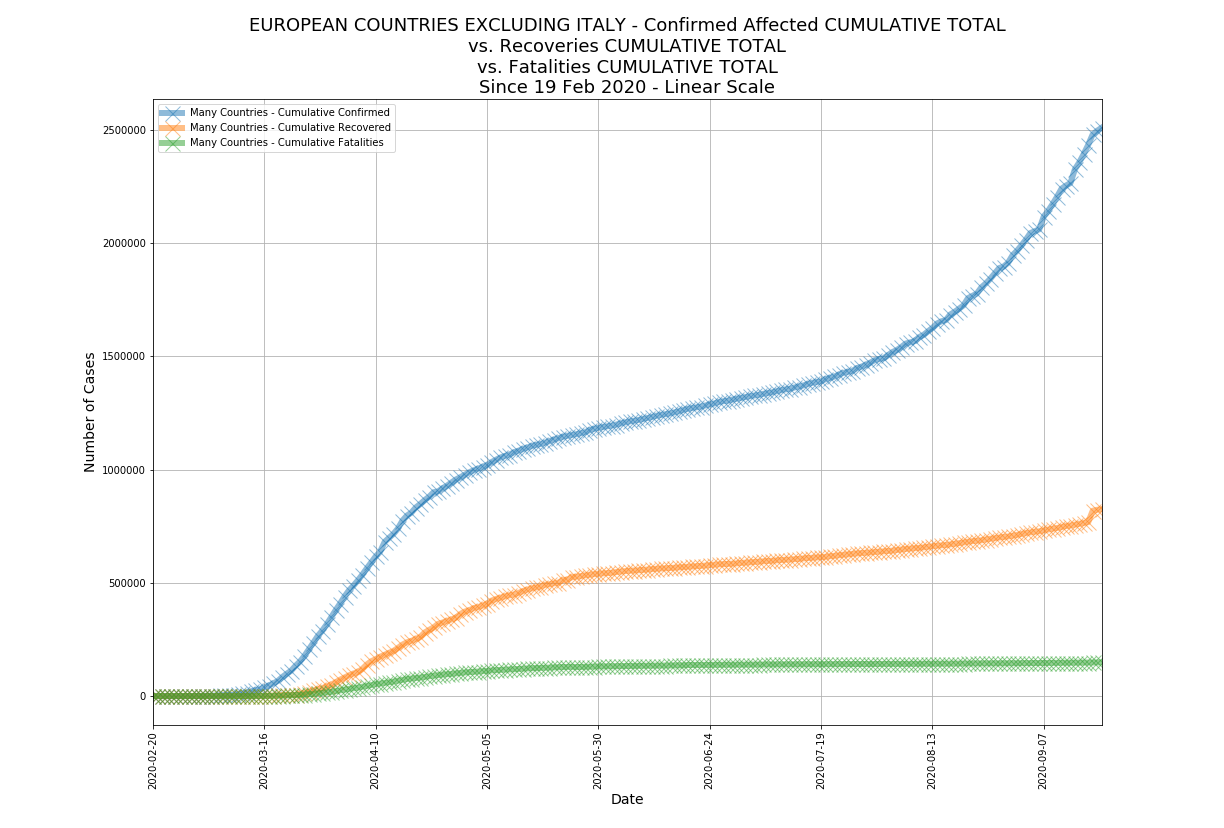 EUROPEAN COUNTRIES EXCLUDING ITALY - Confirmed Affected CUMULATIVE TOTAL
vs. Recoveries CUMULATIVE TOTAL
vs. Fatalities CUMULATIVE TOTAL
Since 19 Feb 2020 - Linear Scale
Many Countries - Cumulative Confirmed
Many Countries - Cumulative Recovered
Many Countries - Cumulative Fatalities
2500000
2000000
1500000
1000000
500000
0
Number of Cases
2020-02-20
2020-03-16
2020-04-10
2020-05-05
2020-05-30
2020-06-24
2020-07-19
2020-08-13
2020-09-07
Date